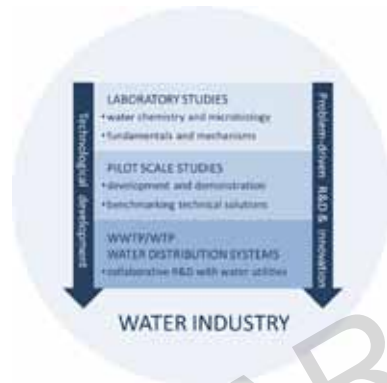 LABORATORY STUDIES
•water chemistry and microbiology
•fundamentals and mechanisms
PILOT SCALE STUDIES
•development and demonstration
•benchmarking technical solutions
WWTP/WTP
WATER DISTRIBUTION SYSTEMS
•collaborative R&D with water utilities
Technological development
Problem-driven R&D & innovation
WATER INDUSTRY